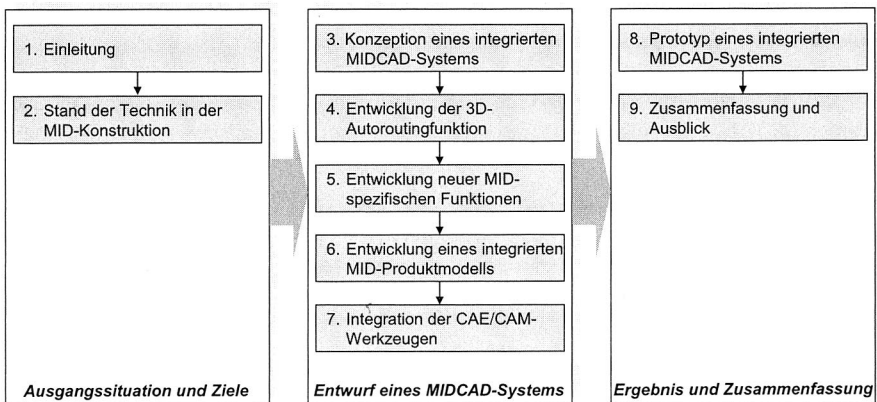 1. Einleitung
2. Stand der Technik in der
MID-Konstruktion
Ausgangssituation und Ziele
3. Konzeption eines integrierten
MIDCAD-Systems
4. Entwicklung der 3D-
Autoroutingfunktion
5. Entwicklung neuer MID-
spezifischen Funktionen
6. Entwicklung eines integrierten
MID-Produktmodells
7. Integration der CAE/CAM-
Werkzeugen
Entwurf eines MIDCAD-Systems
8. Prototyp eines integrierten
MIDCAD-Systems
9. Zusammenfassung und
Ausblick
Ergebnis und Zusammenfassung